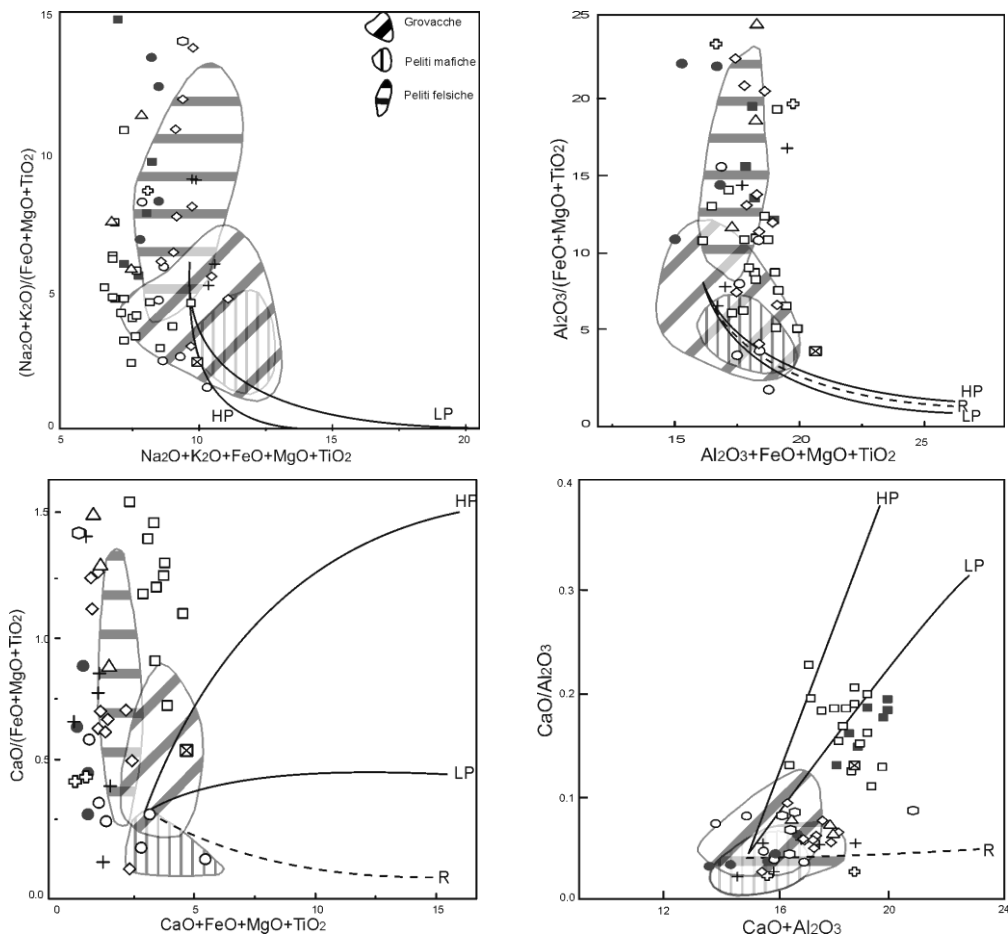 Grovacche
Peliti mafiche
Peliti felsiche
15
10
5
0
(Na2O+K2O)/(FeO+MgO+TiO2)
HP
LP
5
10
15
20
Na2O+K2O+FeO+MgO+TiO2
25
20
15
10
5
0
Al2O3/(FeO+MgO+TiO2)
HP
R
LP
15
20
25
Al2O3+FeO+MgO+TiO2
1.5
1.0
0.5
0.0
CaO/(FeO+MgO+TiO2)
HP
LP
R
0
5
10
15
CaO+FeO+MgO+TiO2
0.4
0.3
0.2
0.1
0.0
CaO/Al2O3
HP
LP
R
12
16
20
24
CaO+Al2O3